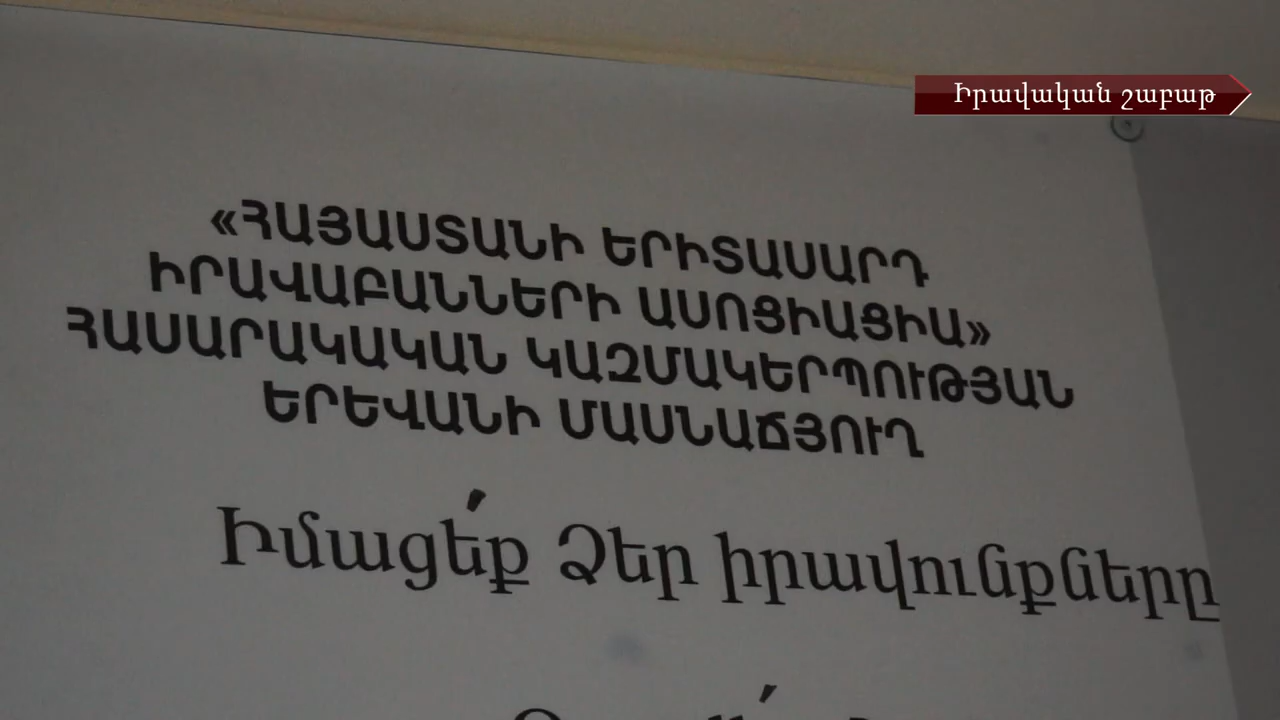 Իրավական շաբաթ
«ՀԱՅԱՍՏԱՆԻ ԵՐԻՏԱՍԱՐԴ
ԻՐԱՎԱԲԱՆՆԵՐԻ ԱՍՈՑԻԱՑԻԱ»
ՀԱՍԱՐԱԿԱԿԱՆ ԿԱԶՄԱԿԵՐՊՈՒԹՅԱՆ
ԵՐԵՎԱՆԻ ՄԱՍՆԱՃՅՈՒՂ
Իմացե՛ք Ձեր իրավունքները